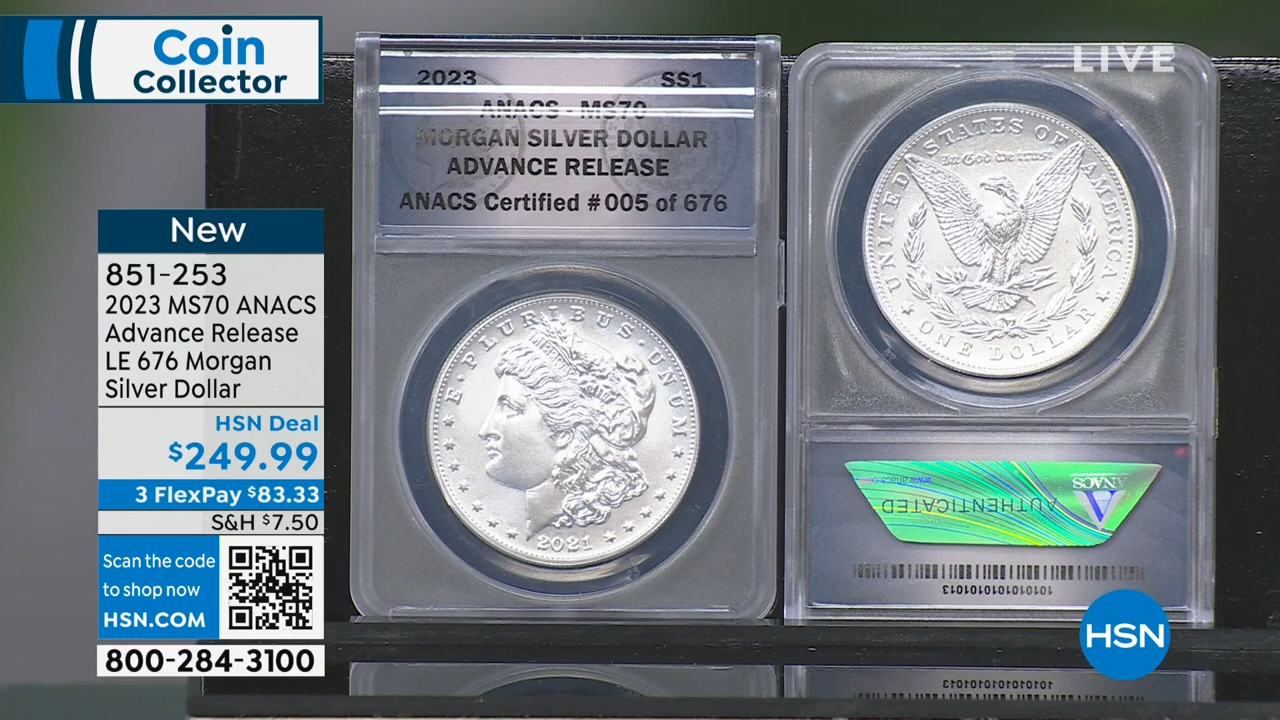 Coin
Collector
LIVE
New
851-253
2023 MS70 ANACS
Advance Release
LE 676 Morgan
Silver Dollar
HSN Deal
$249.99
3 FlexPay $83.33
S&H $7.50
Scan the code
to shop now
HSN.COM
800-284-3100
2023 SS1
ANACS - MS70
MORGAN SILVER DOLLAR
ADVANCE RELEASE
ANACS Certified #005 of 676
E·PLURIBUS·UNUM
2021
UNITED STATES OF AMERICA
In God We Trust
ONE DOLLAR
ANACS
www.anacs.com
AUTHENTICATED
HSN